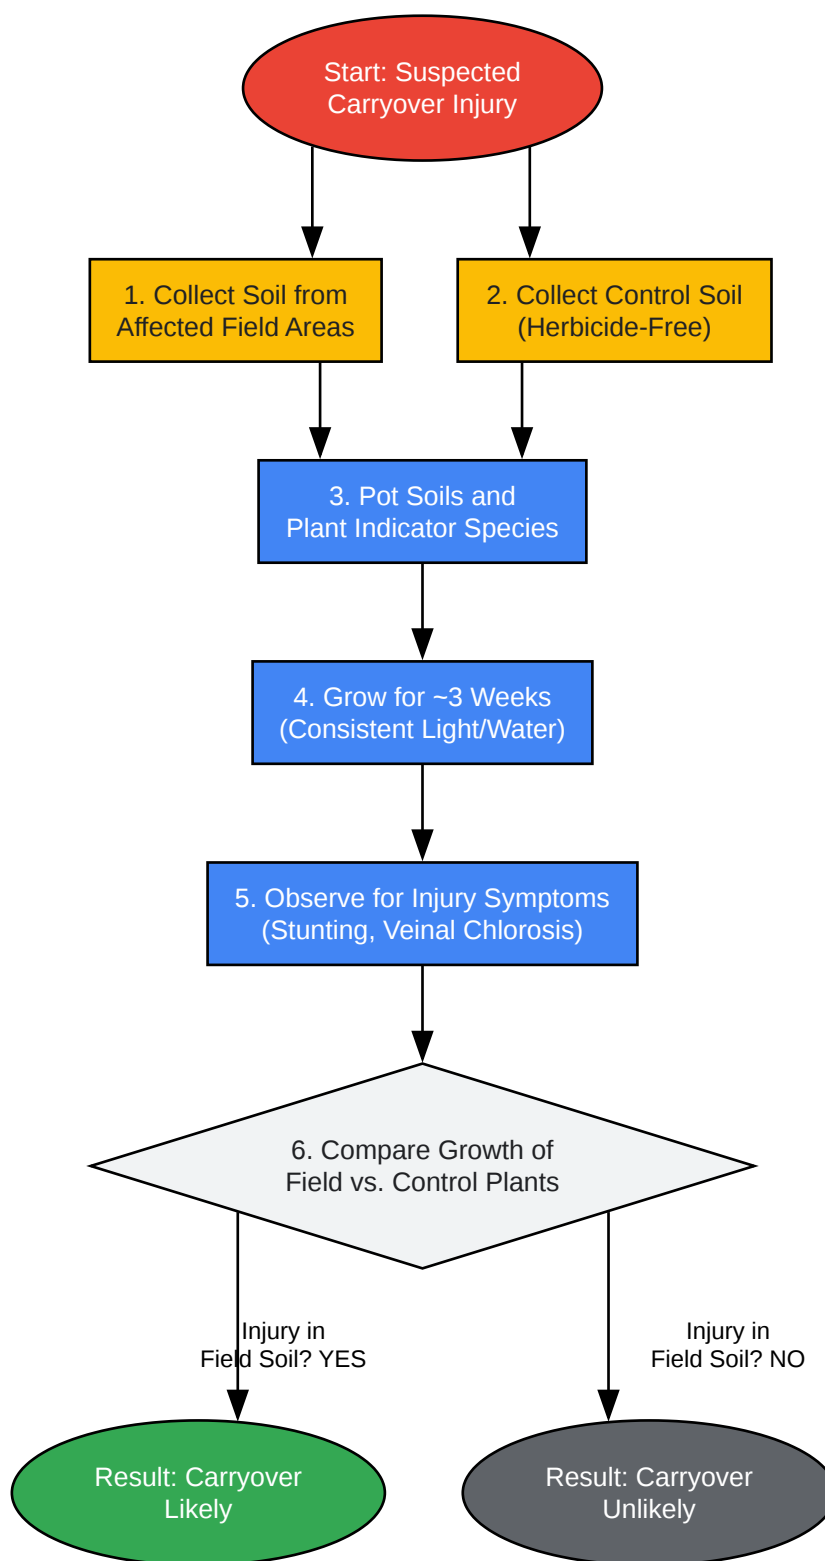 Start: Suspected
Carryover Injury
1. Collect Soil from
Affected Field Areas
2. Collect Control Soil
(Herbicide-Free)
3. Pot Soils and
Plant Indicator Species
4. Grow for ~3 Weeks
(Consistent Light/Water)
5. Observe for Injury Symptoms
(Stunting, Veinal Chlorosis)
6. Compare Growth of
Field vs. Control Plants
Injury in
Field Soil? YES
Injury in
Field Soil? NO
Result: Carryover
Likely
Result: Carryover
Unlikely